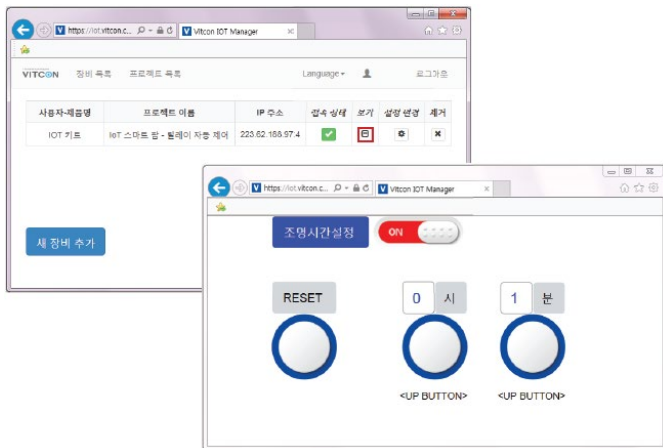 https://iot.vitcon.c...
Vitcon IOT Manager
VITCON 장비 목록 프로젝트 목록 Language 로그아웃
사용자-제품명 프로젝트 이름 IP 주소 접속 상태 보기 설정 변경 제거
IOT 키트 IoT 스마트 팜 - 릴레이 자동 제어 223.62.188.97:4
새 장비 추가
https://iot.vitcon.c...
Vitcon IOT Manager
조명시간설정 ON
RESET 0 시 1 분
<UP BUTTON> <UP BUTTON>